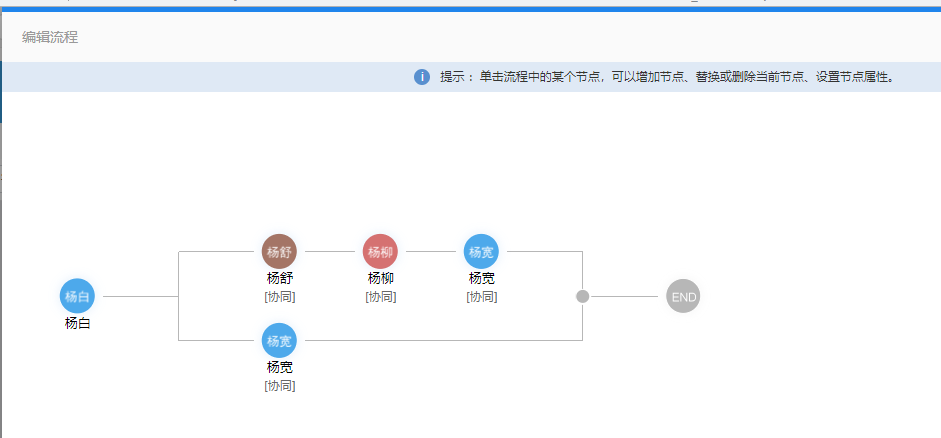 编辑流程
i 提示：单击流程中的某个节点，可以增加节点、替换或删除当前节点、设置节点属性。
杨舒
杨柳
杨宽
杨舒
杨柳
杨宽
[协同]
[协同]
[协同]
杨白
END
杨白
杨宽
杨宽
[协同]